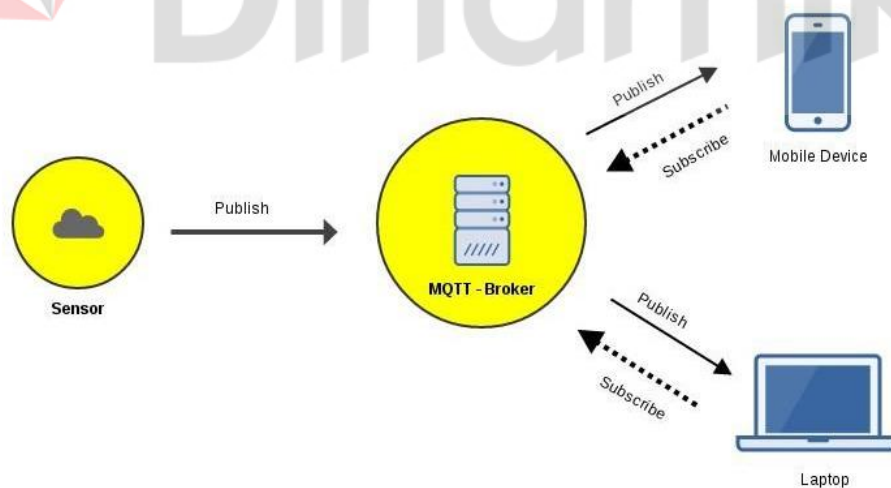 Publish
Subscribe
Mobile Device
Publish
MQTT - Broker
Sensor
Publish
Subscribe
Laptop